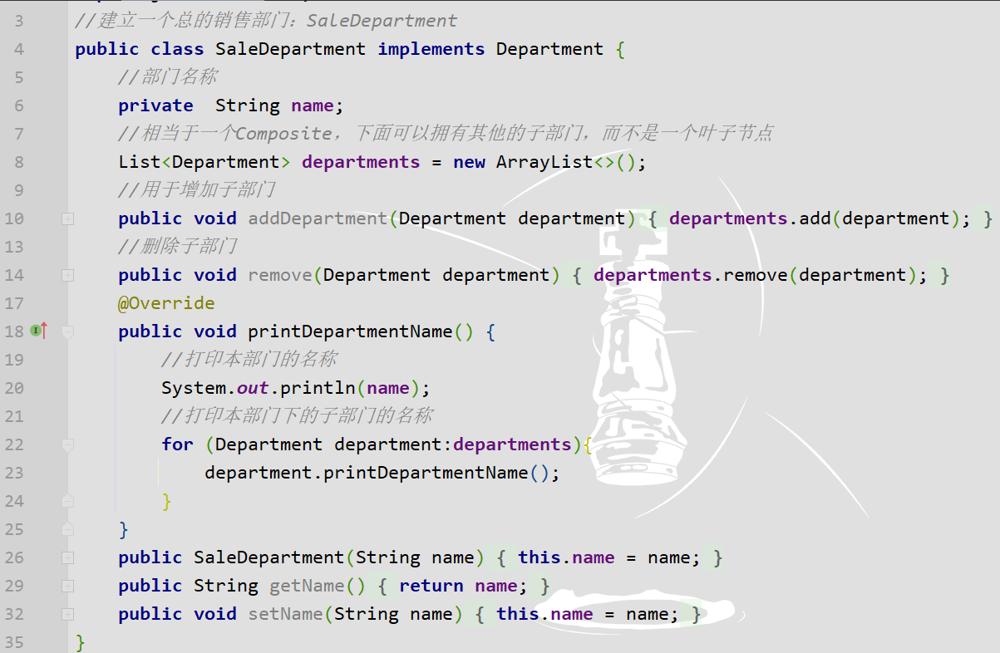 3 //建立一个总的销售部门：SaleDepartment
4 public class SaleDepartment implements Department {
5 //部门名称
6 private  String name;
7 //相当于一个Composite，下面可以拥有其他的子部门，而不是一个叶子节点
8 List<Department> departments = new ArrayList<>();
9 //用于增加子部门
10 public void addDepartment(Department department) { departments.add(department); }
13 //删除子部门
14 public void remove(Department department) { departments.remove(department); }
17 @Override
18 public void printDepartmentName() {
19 //打印本部门的名称
20 System.out.println(name);
21 //打印本部门下的子部门的名称
22 for (Department department:departments){
23 department.printDepartmentName();
24 }
25 }
26 public SaleDepartment(String name) { this.name = name; }
29 public String getName() { return name; }
32 public void setName(String name) { this.name = name; }
35 }